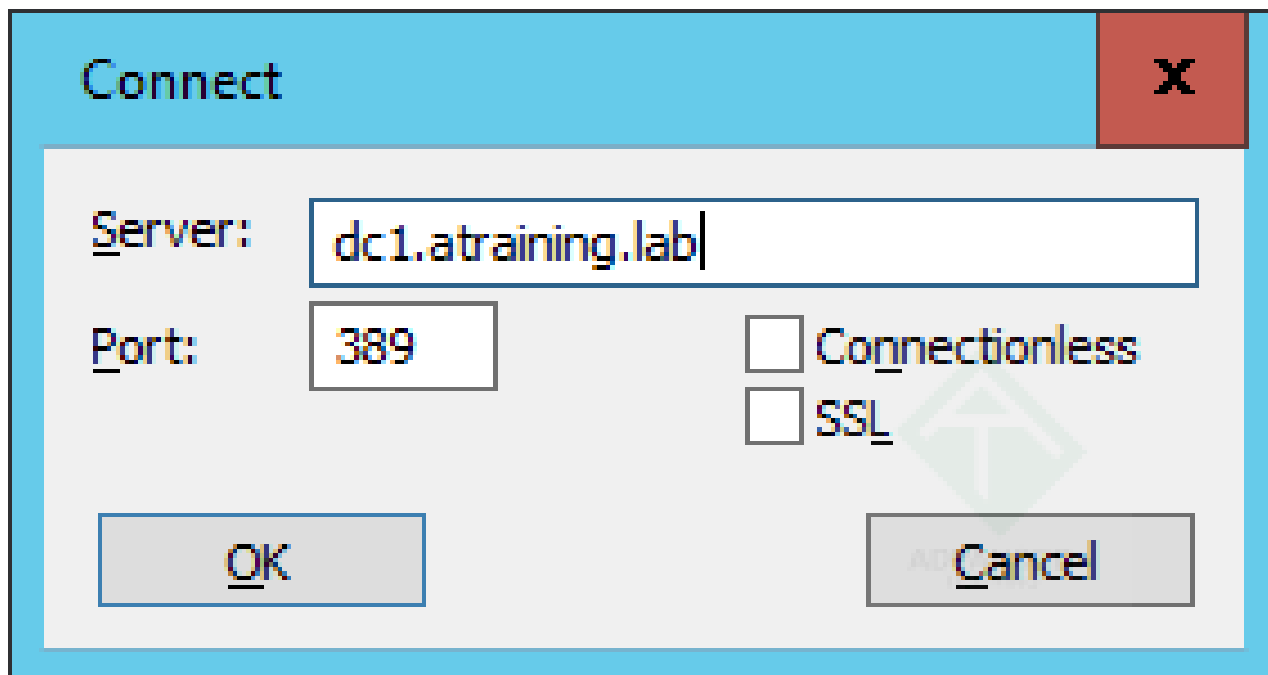 Connect
x
Server: dc1.atraining.lab
Port: 389
Connectionless
SSL
OK
Cancel